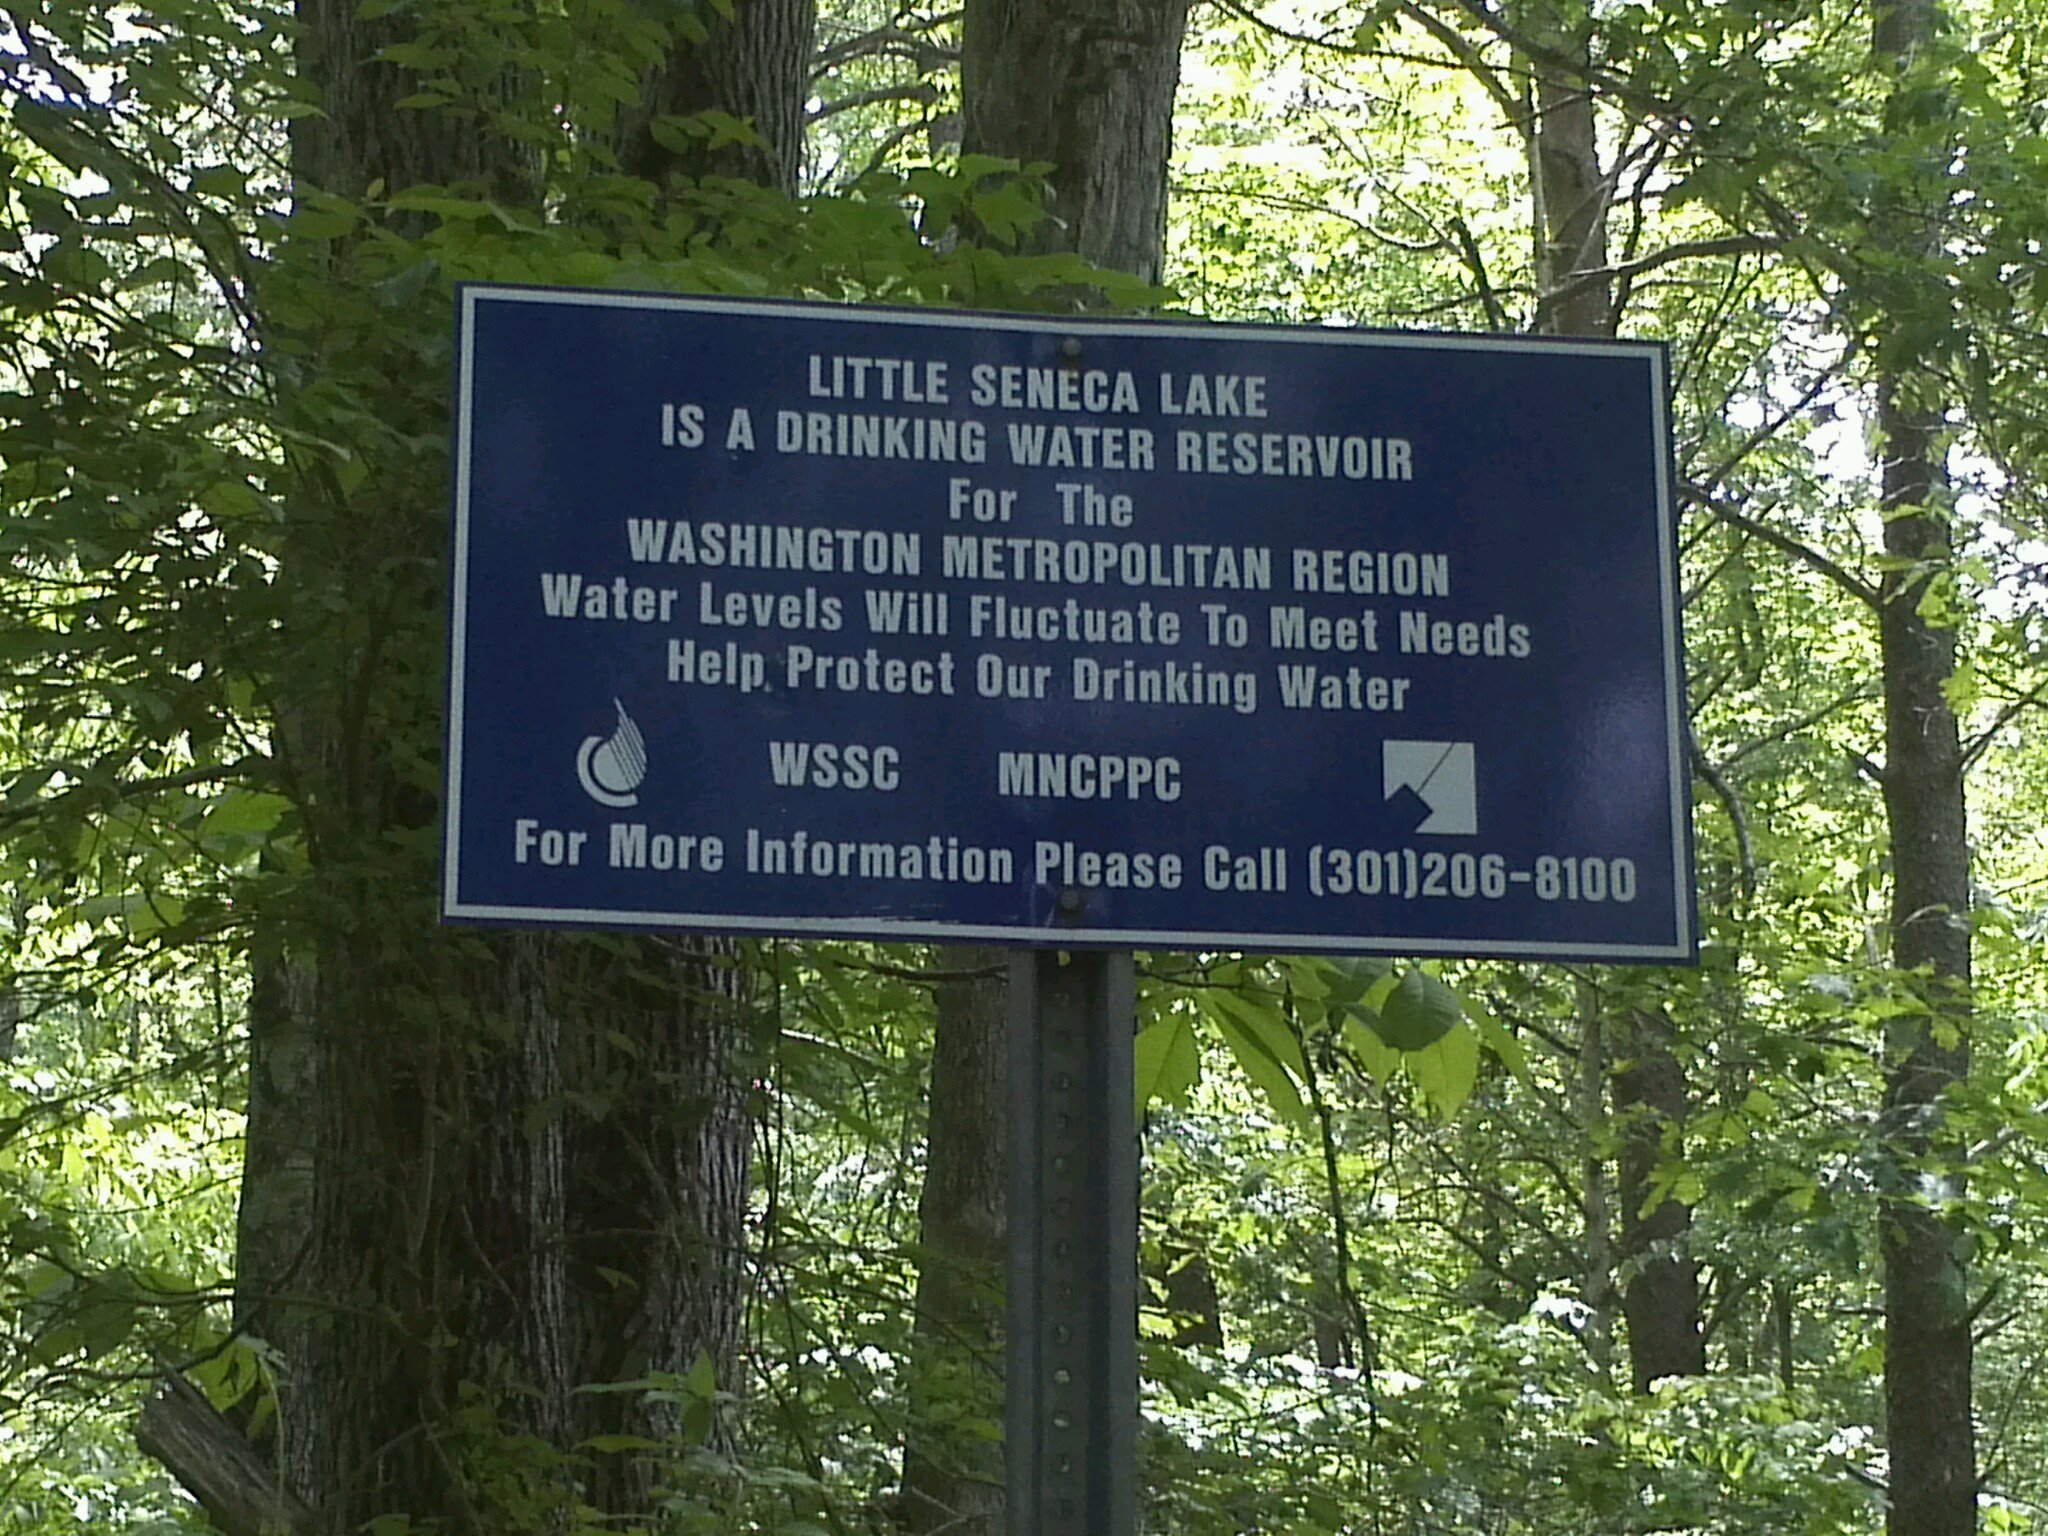 LITTLE SENECA LAKE
IS A DRINKING WATER RESERVOIR
For The
WASHINGTON METROPOLITAN REGION
Water Levels Will Fluctuate To Meet Needs
Help Protect Our Drinking Water
WSSC MNCPPC
For More Information Please Call (301)206-8100